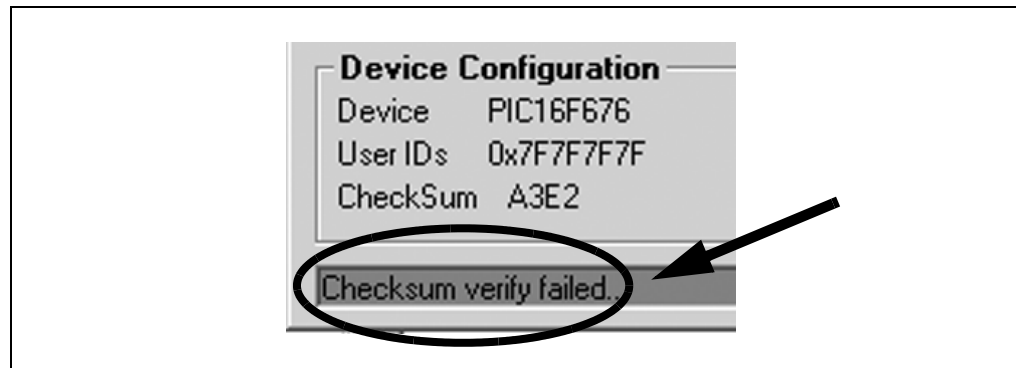 Device Configuration
Device PIC16F676
User IDs 0x7F7F7F7F
CheckSum A3E2
Checksum verify failed..